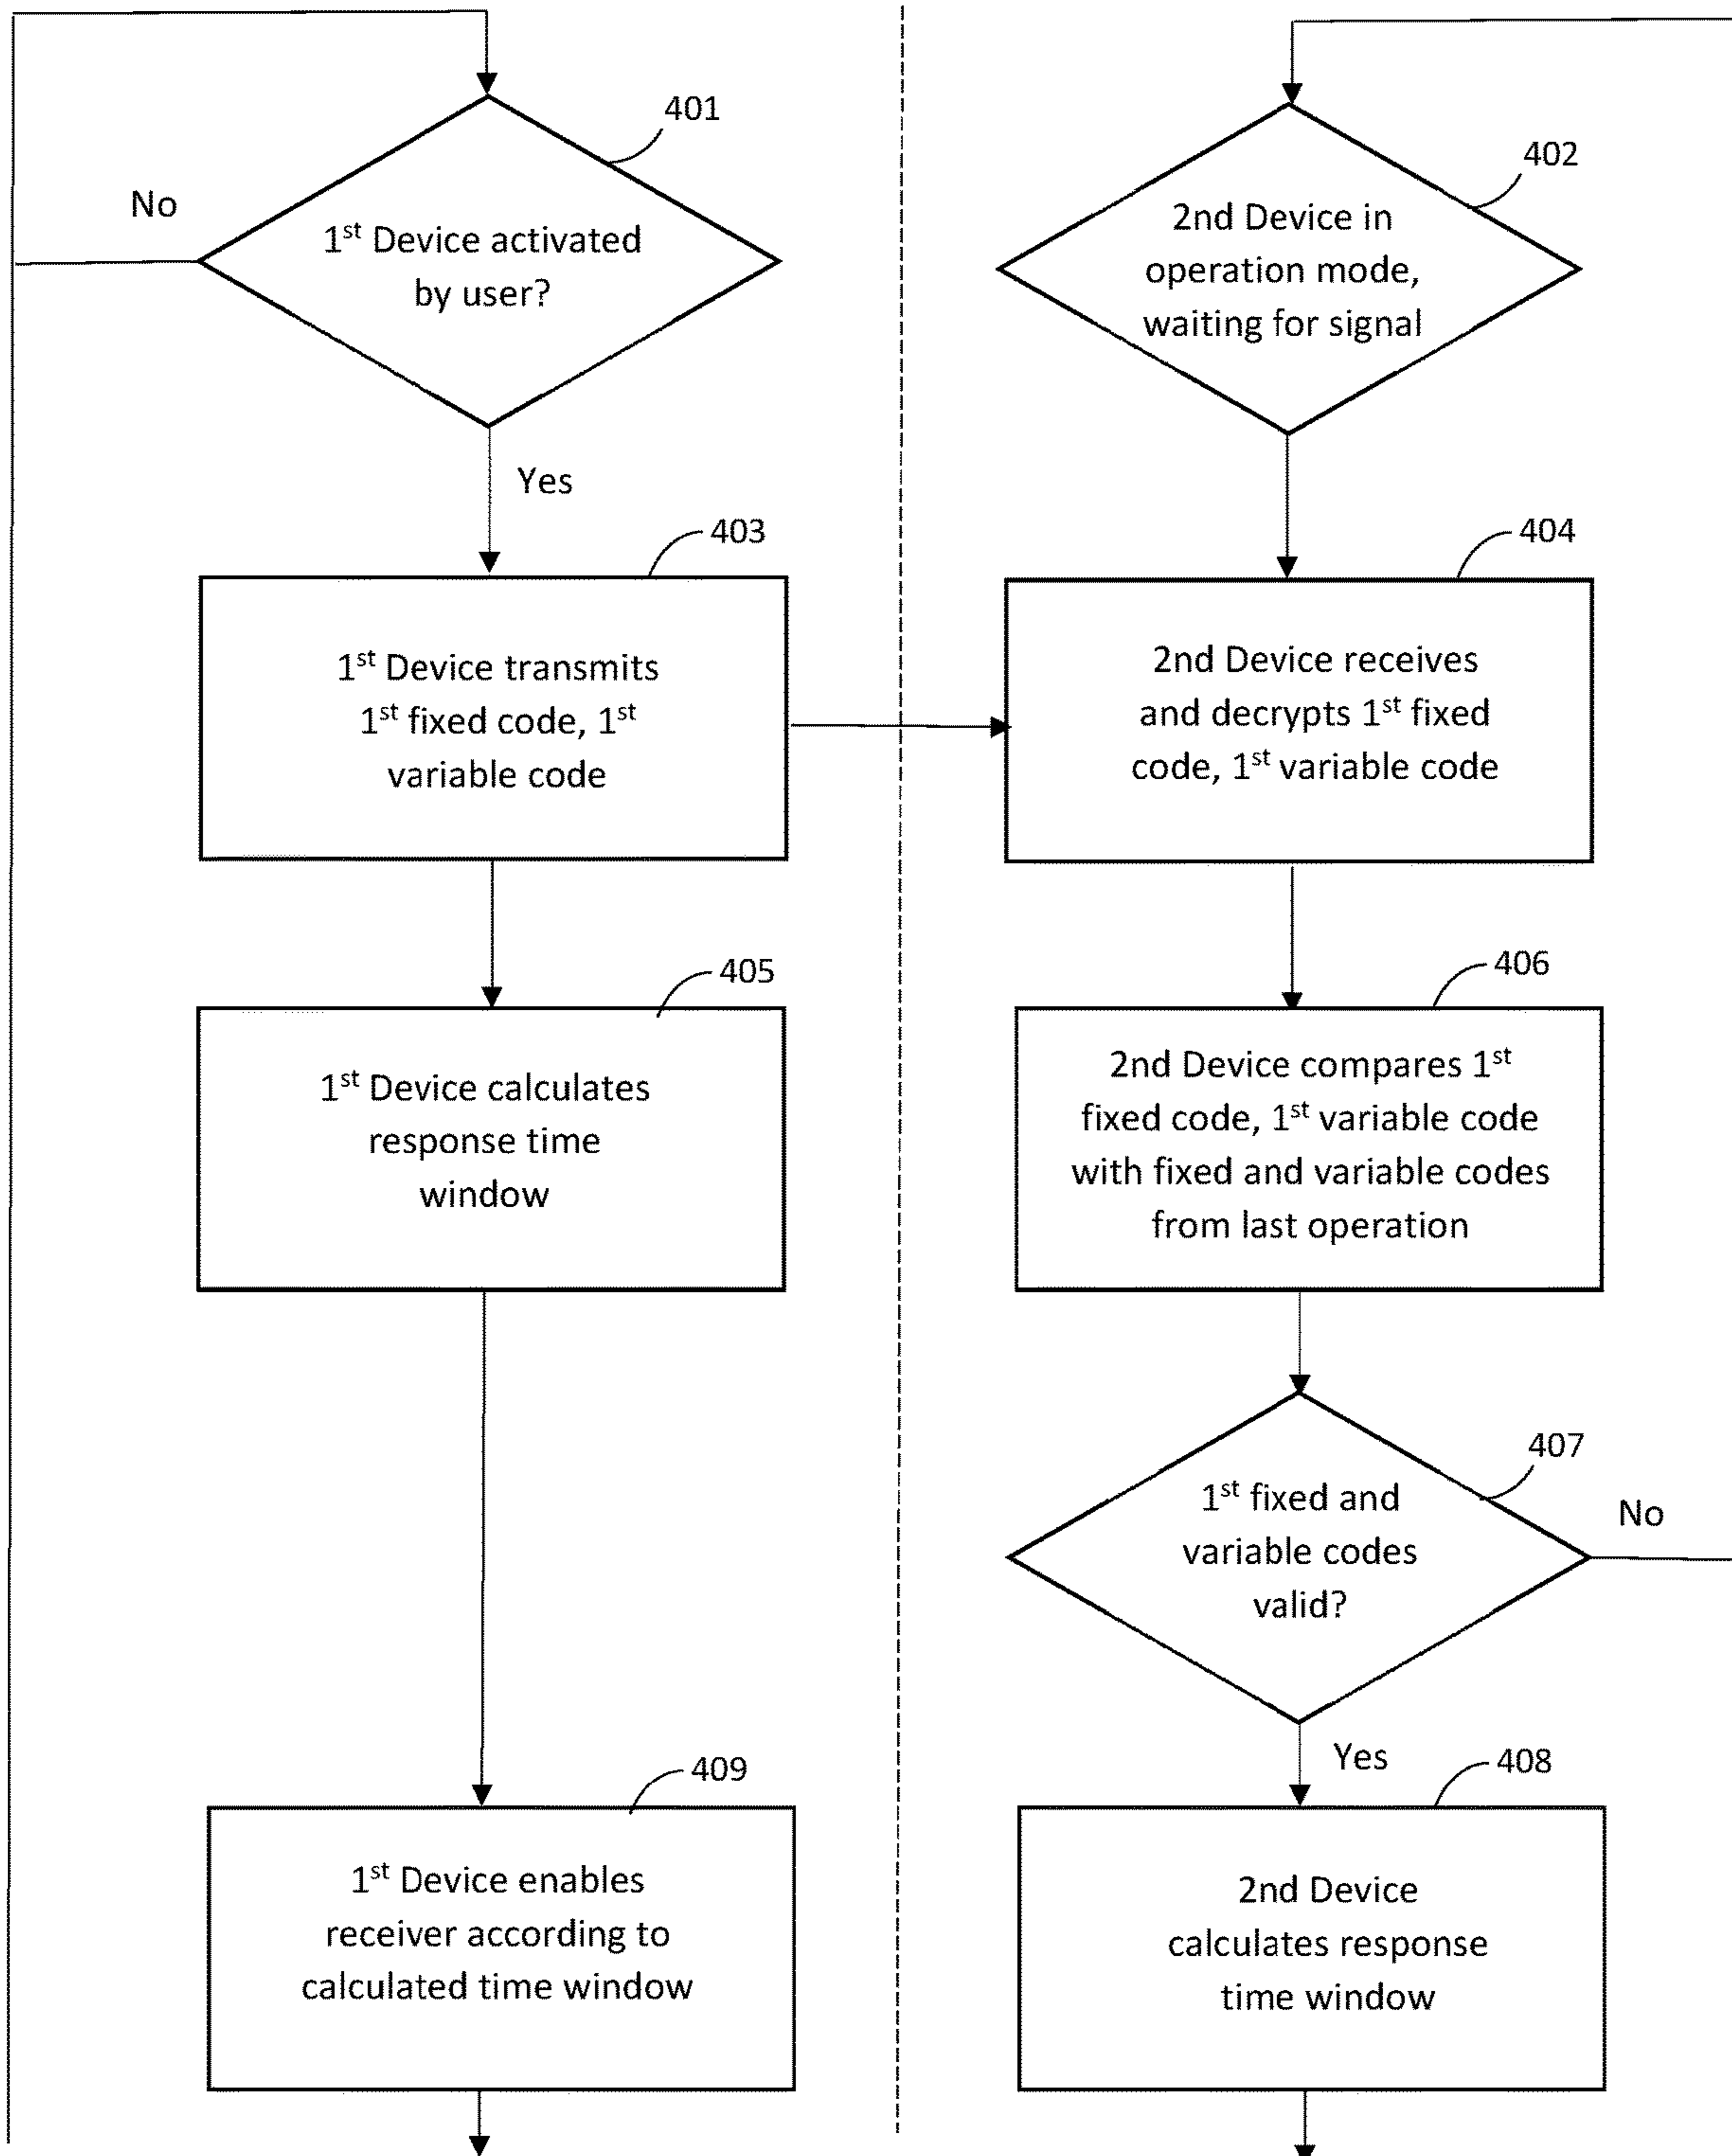 401
No
1st Device activated
by user?
Yes
402
2nd Device in
operation mode,
waiting for signal
403
1st Device transmits
1st fixed code, 1st
variable code
404
2nd Device receives
and decrypts 1st fixed
code, 1st variable code
405
1st Device calculates
response time
window
406
2nd Device compares 1st
fixed code, 1st variable code
with fixed and variable codes
from last operation
407
1st fixed and
variable codes
valid?
No
Yes
409
1st Device enables
receiver according to
calculated time window
408
2nd Device
calculates response
time window